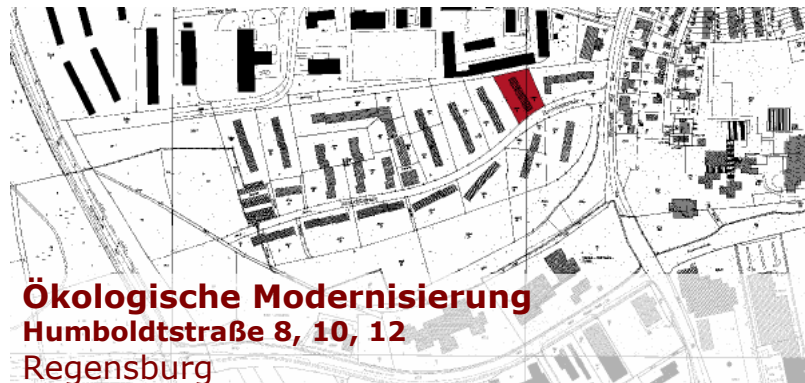 Ökologische Modernisierung
Humboldtstraße 8, 10, 12
Regensburg